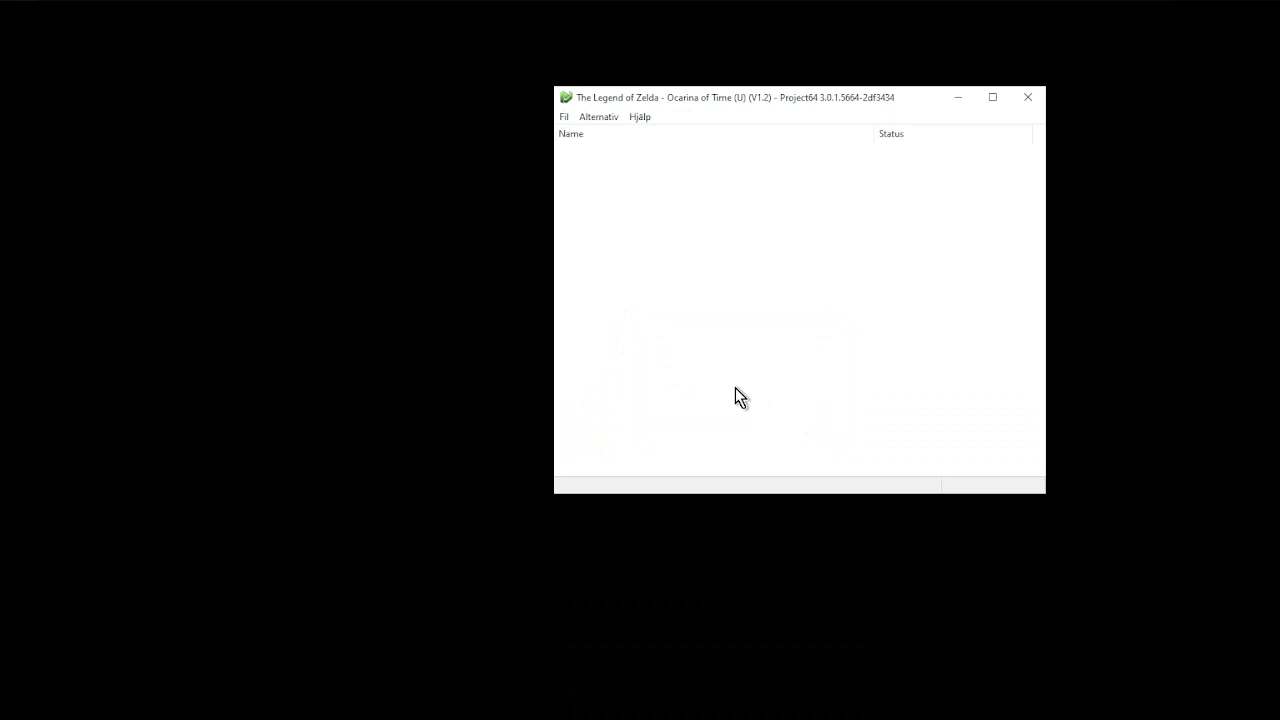 The Legend of Zelda - Ocarina of Time (U) (V1.2) - Project64 3.0.1.5664-2df3434
Fil Alternativ Hjälp
Name Status